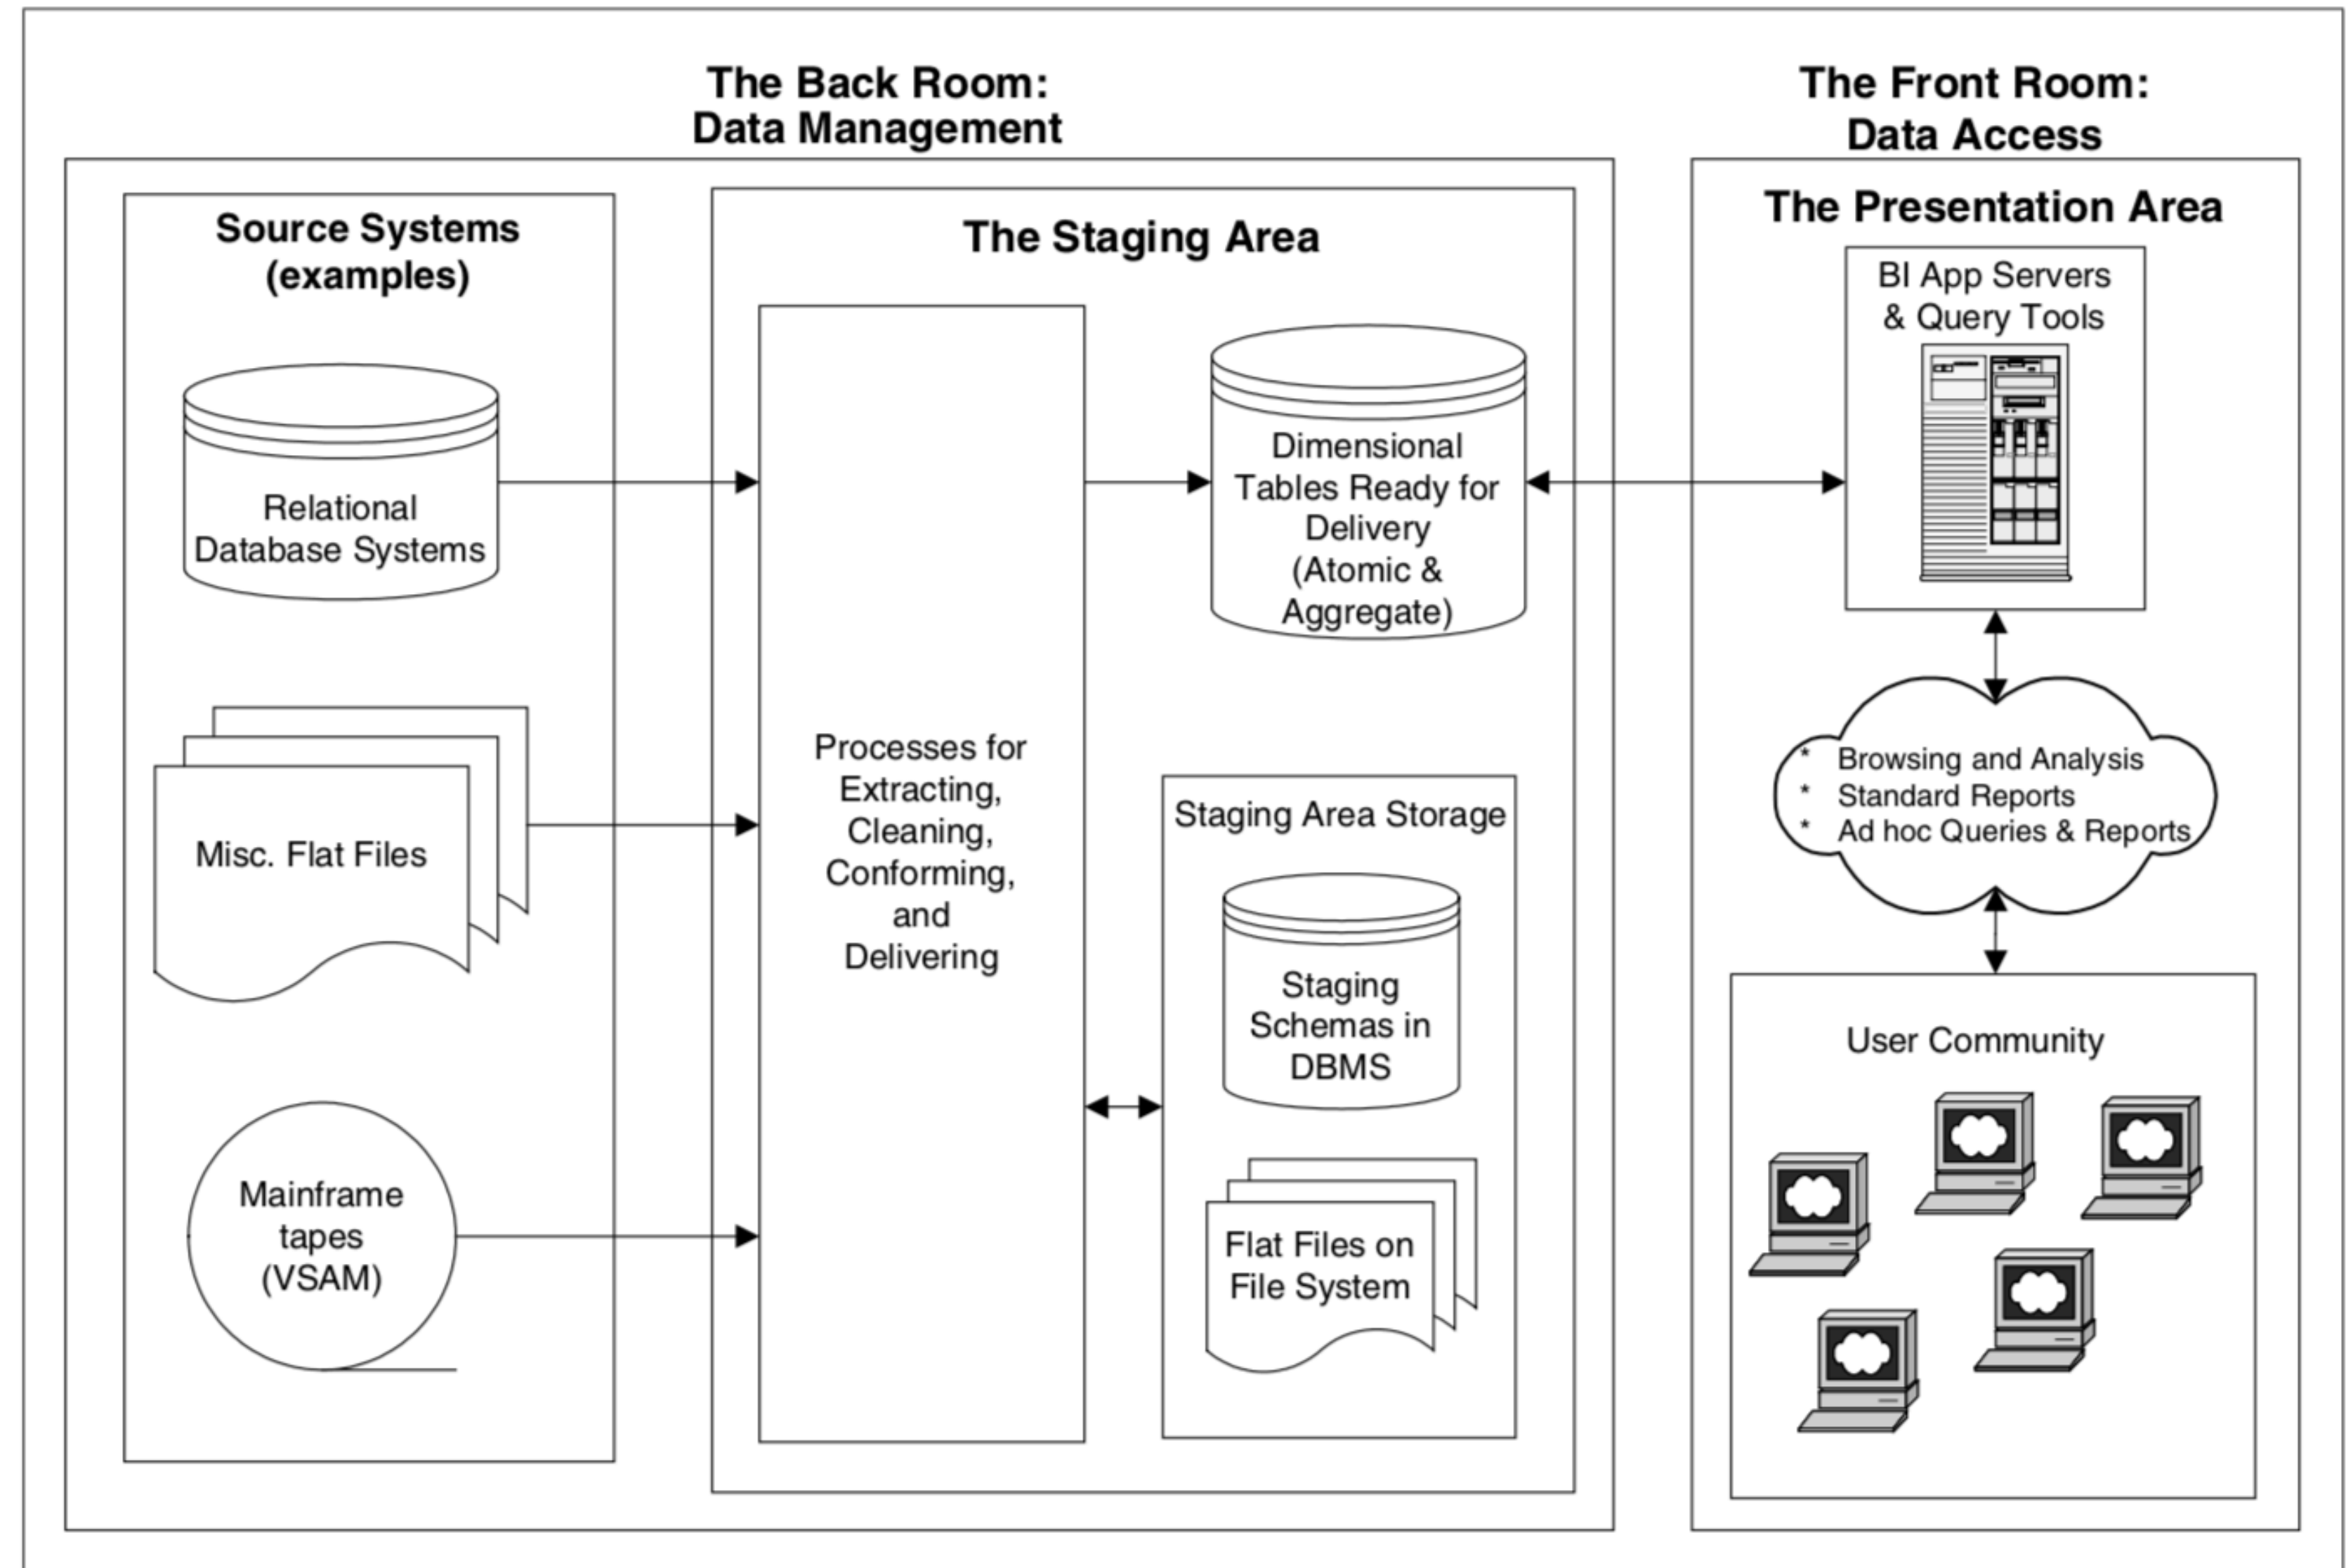 The Back Room:
Data Management
Source Systems
(examples)
Relational
Database Systems
Misc. Flat Files
Mainframe
tapes
(VSAM)
The Staging Area
Processes for
Extracting,
Cleaning,
Conforming,
and
Delivering
Dimensional
Tables Ready for
Delivery
(Atomic &
Aggregate)
Staging Area Storage
Staging
Schemas in
DBMS
Flat Files on
File System
The Front Room:
Data Access
The Presentation Area
BI App Servers
& Query Tools
* Browsing and Analysis
* Standard Reports
* Ad hoc Queries & Reports
User Community